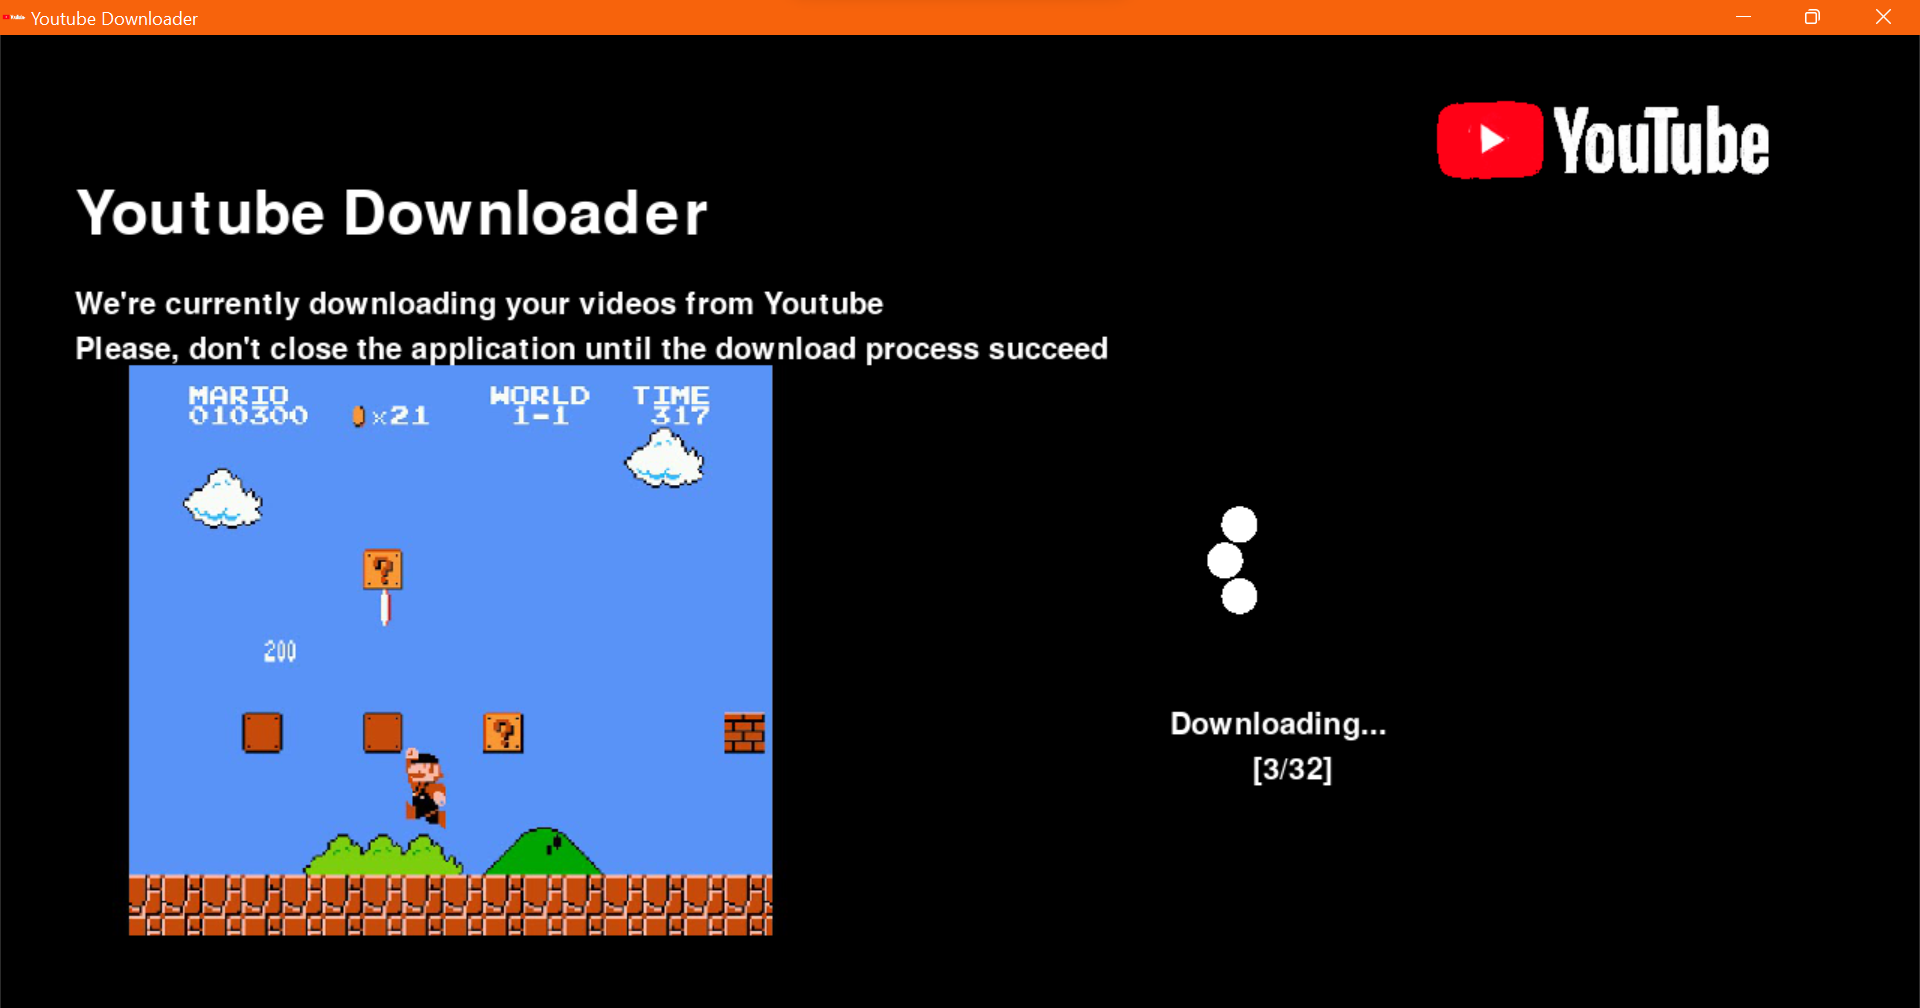 Youtube Downloader
YouTube
Youtube Downloader
We're currently downloading your videos from Youtube
Please, don't close the application until the download process succeed
MARIO WORLD TIME
010300 ×21 1-1 317
?
200
?
Downloading...
[3/32]